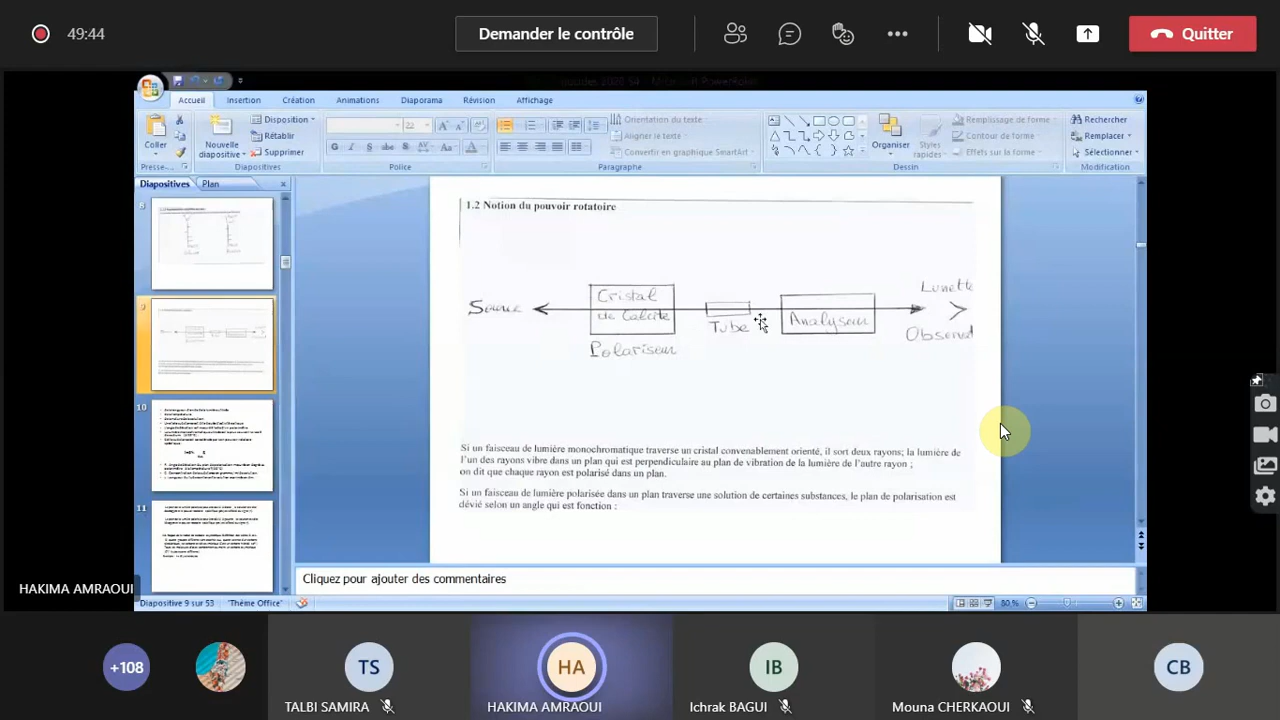 49:44
Demander le contrôle
Quitter
Accueil Insertion Création Animations Diaporama Révision Affichage
Coller
Nouvelle diapositive
Disposition
Rétablir
Supprimer
22
Orientation du texte
Aligner le texte
Convertir en graphique SmartArt
Organiser
Styles rapides
Remplissage de forme
Contour de forme
Effets sur la forme
Rechercher
Remplacer
Sélectionner
Presse-...
Diapositives
Police
Paragraphe
Dessin
Modification
Diapositives Plan
8
9
10
11
1.2 Notion du pouvoir rotatoire
Source
Cristal
de Calcite
Polariseur
Tube
Analyseur
Lunette
Observat
Si un faisceau de lumière monochromatique traverse un cristal convenablement orienté, il sort deux rayons; la lumière de
l'un des rayons vibre dans un plan qui est perpendiculaire au plan de vibration de la lumière de l'autre rayon ;
on dit que chaque rayon est polarisé dans un plan.
Si un faisceau de lumière polarisée dans un plan traverse une solution de certaines substances, le plan de polarisation est
dévié selon un angle qui est fonction :
Cliquez pour ajouter des commentaires
Diapositive 9 sur 53
"Thème Office"
80 %
HAKIMA AMRAOUI
+108
TS
TALBI SAMIRA
HA
HAKIMA AMRAOUI
IB
Ichrak BAGUI
Mouna CHERKAOUI
CB